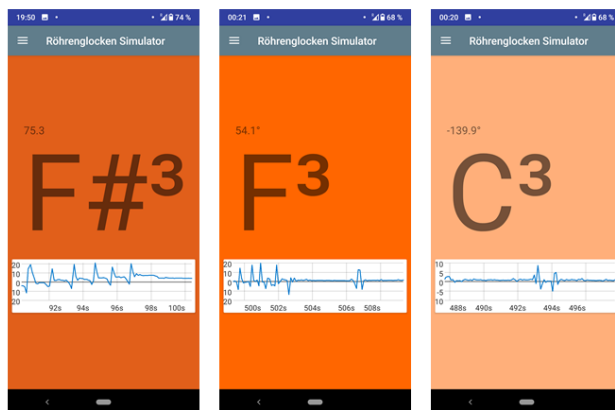 19:50 74 %
Röhrenglocken Simulator
75.3
F#³
20
10
0
10
20
92s 94s 96s 98s 100s
00:21 68 %
Röhrenglocken Simulator
54.1°
F³
20
10
0
10
20
500s 502s 504s 506s 508s
00:20 68 %
Röhrenglocken Simulator
-139.9°
C³
10
5
0
-5
-10
488s 490s 492s 494s 496s